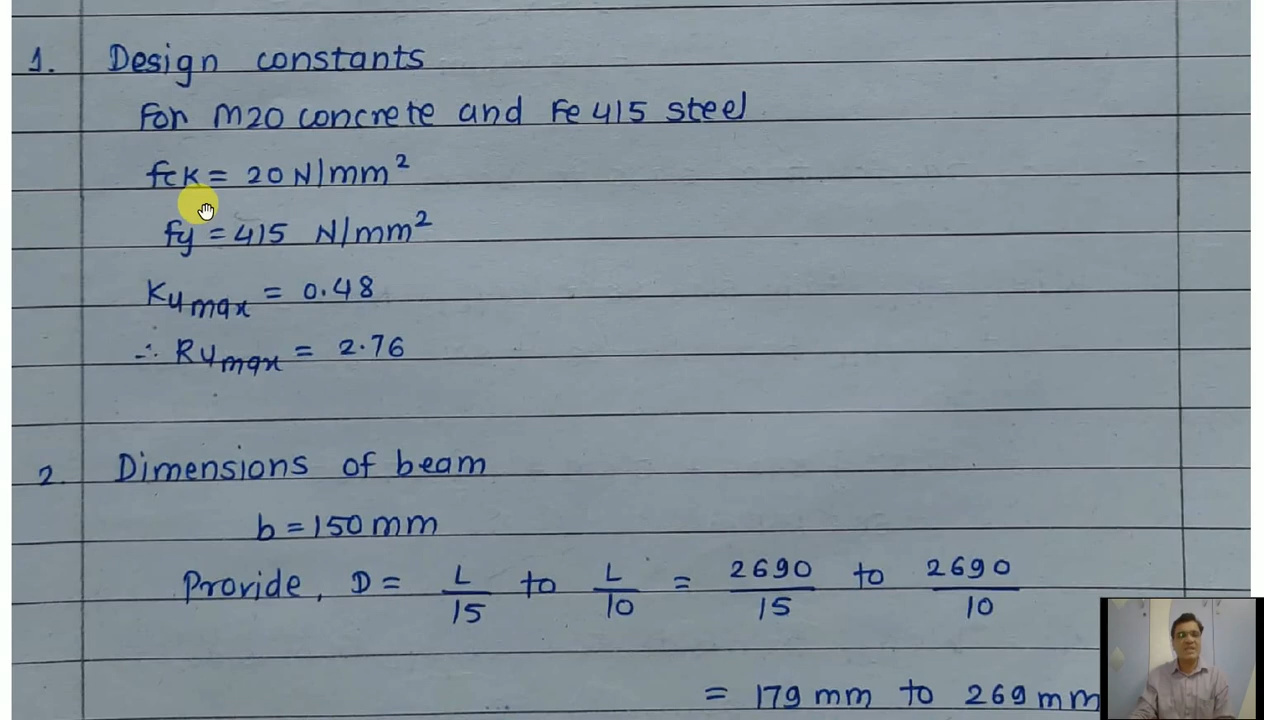 1. Design constants
For M20 concrete and Fe 415 steel
fck = 20 N/mm²
fy = 415 N/mm²
Kumax = 0.48
∴ Rumax = 2.76
2. Dimensions of beam
b = 150 mm
Provide, D = L/15 to L/10 = 2690/15 to 2690/10
= 179 mm to 269 mm